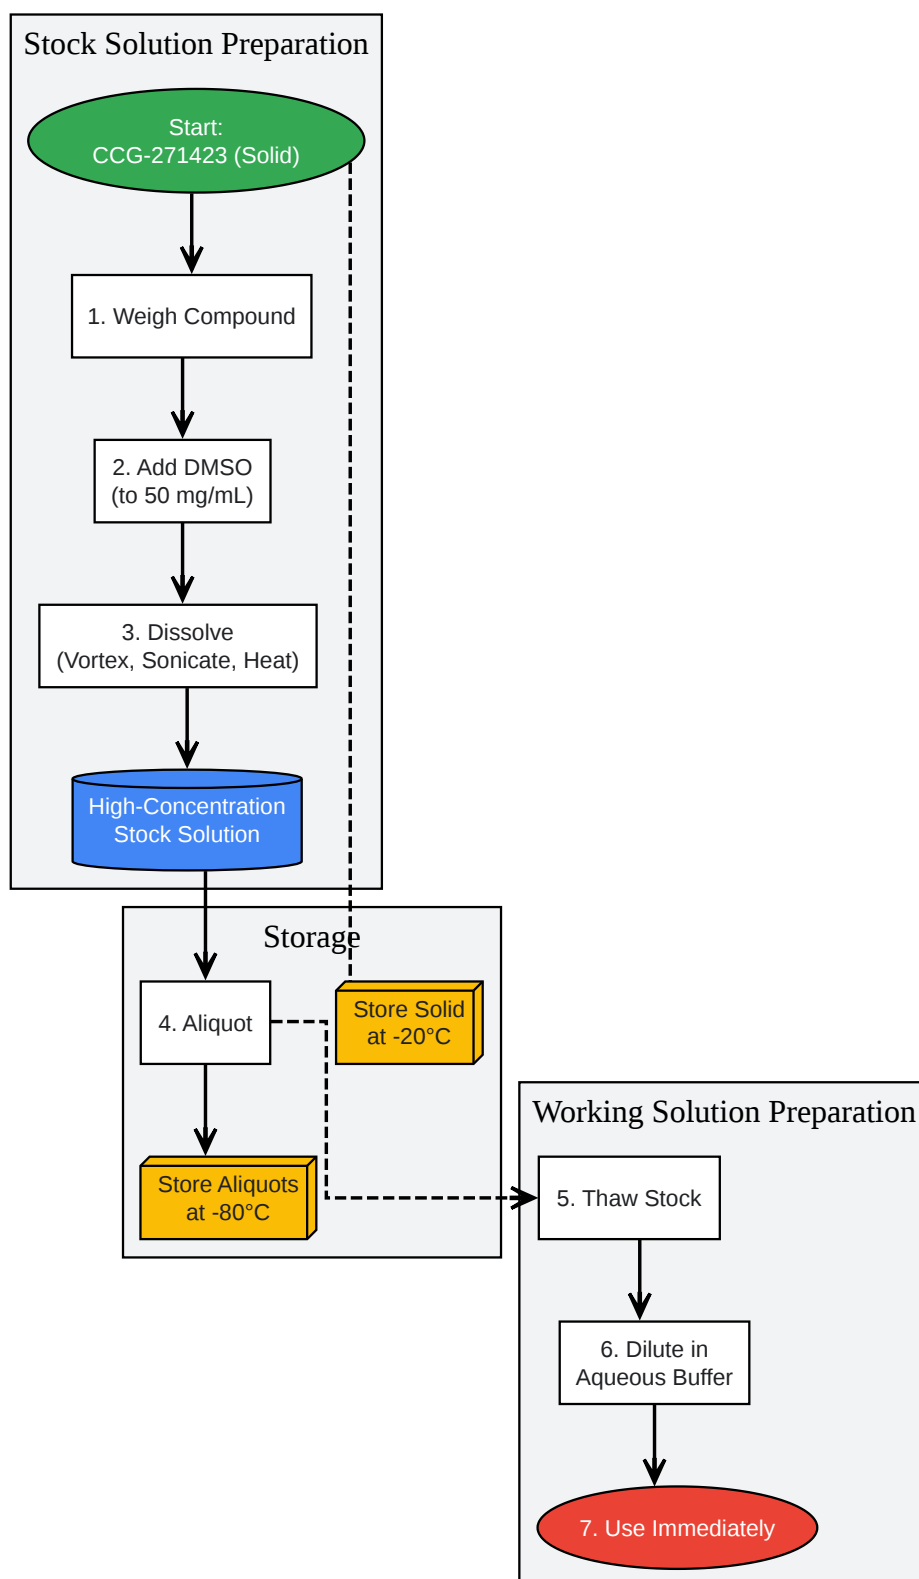 Stock Solution Preparation
Start:
CCG-271423 (Solid)
1. Weigh Compound
2. Add DMSO
(to 50 mg/mL)
3. Dissolve
(Vortex, Sonicate, Heat)
High-Concentration
Stock Solution
Storage
4. Aliquot
Store Solid
at -20°C
Store Aliquots
at -80°C
Working Solution Preparation
5. Thaw Stock
6. Dilute in
Aqueous Buffer
7. Use Immediately